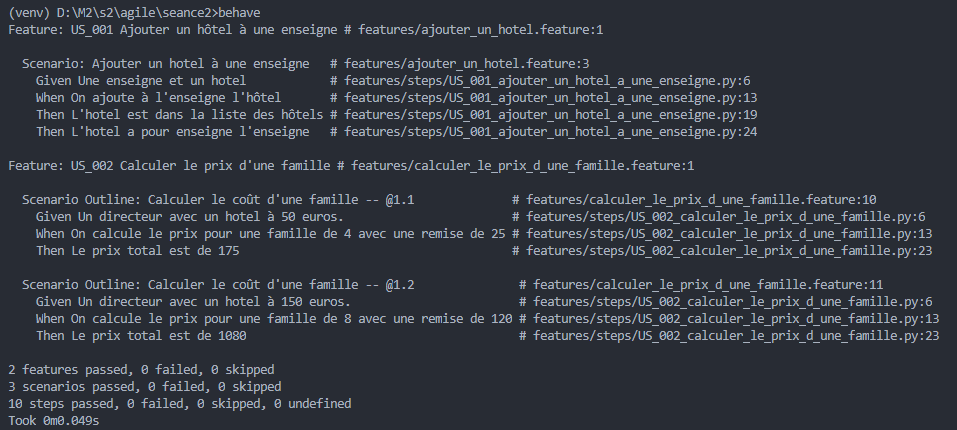 (venv) D:\M2\s2\agile\seance2>behave
Feature: US_001 Ajouter un hôtel à une enseigne # features/ajouter_un_hotel.feature:1
Scenario: Ajouter un hotel à une enseigne # features/ajouter_un_hotel.feature:3
Given Une enseigne et un hotel # features/steps/US_001_ajouter_un_hotel_a_une_enseigne.py:6
When On ajoute à l'enseigne l'hôtel # features/steps/US_001_ajouter_un_hotel_a_une_enseigne.py:13
Then L'hotel est dans la liste des hôtels # features/steps/US_001_ajouter_un_hotel_a_une_enseigne.py:19
Then L'hotel a pour enseigne l'enseigne # features/steps/US_001_ajouter_un_hotel_a_une_enseigne.py:24
Feature: US_002 Calculer le prix d'une famille # features/calculer_le_prix_d_une_famille.feature:1
Scenario Outline: Calculer le coût d'une famille -- @1.1 # features/calculer_le_prix_d_une_famille.feature:10
Given Un directeur avec un hotel à 50 euros. # features/steps/US_002_calculer_le_prix_d_une_famille.py:6
When On calcule le prix pour une famille de 4 avec une remise de 25 # features/steps/US_002_calculer_le_prix_d_une_famille.py:13
Then Le prix total est de 175 # features/steps/US_002_calculer_le_prix_d_une_famille.py:23
Scenario Outline: Calculer le coût d'une famille -- @1.2 # features/calculer_le_prix_d_une_famille.feature:11
Given Un directeur avec un hotel à 150 euros. # features/steps/US_002_calculer_le_prix_d_une_famille.py:6
When On calcule le prix pour une famille de 8 avec une remise de 120 # features/steps/US_002_calculer_le_prix_d_une_famille.py:13
Then Le prix total est de 1080 # features/steps/US_002_calculer_le_prix_d_une_famille.py:23
2 features passed, 0 failed, 0 skipped
3 scenarios passed, 0 failed, 0 skipped
10 steps passed, 0 failed, 0 skipped, 0 undefined
Took 0m0.049s